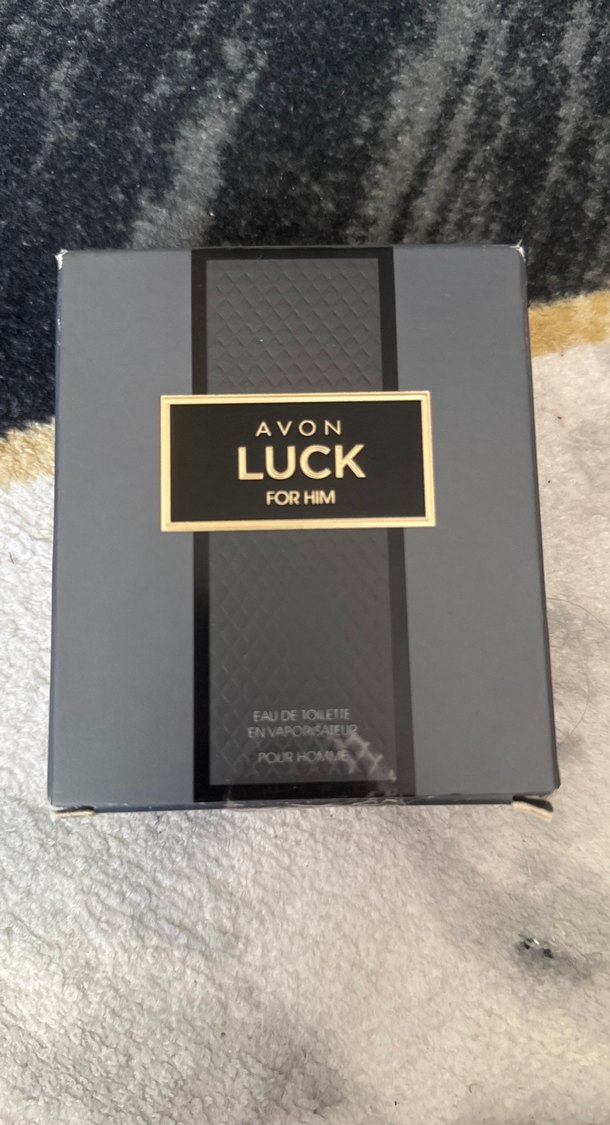 AVON
LUCK
FOR HIM
EAU DE TOILETTE
EN VAPORISATEUR
POUR HOMME